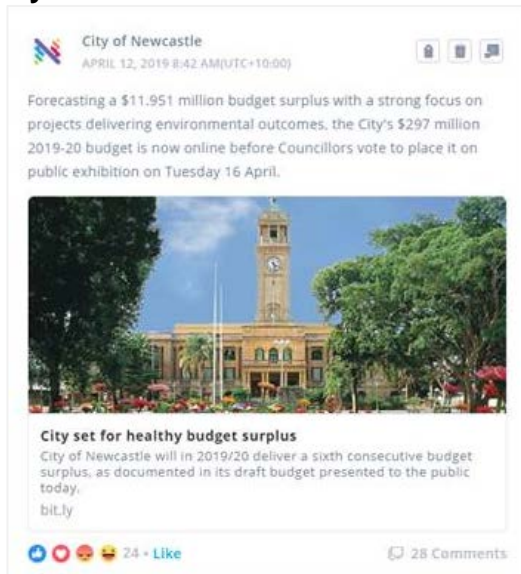 City of Newcastle
APRIL 12, 2019 8:42 AM(UTC+10:00)
Forecasting a $11.951 million budget surplus with a strong focus on
projects delivering environmental outcomes, the City's $297 million
2019-20 budget is now online before Councillors vote to place it on
public exhibition on Tuesday 16 April.
City set for healthy budget surplus
City of Newcastle will in 2019/20 deliver a sixth consecutive budget
surplus, as documented in its draft budget presented to the public
today.
bit.ly
24 • Like
28 Comments